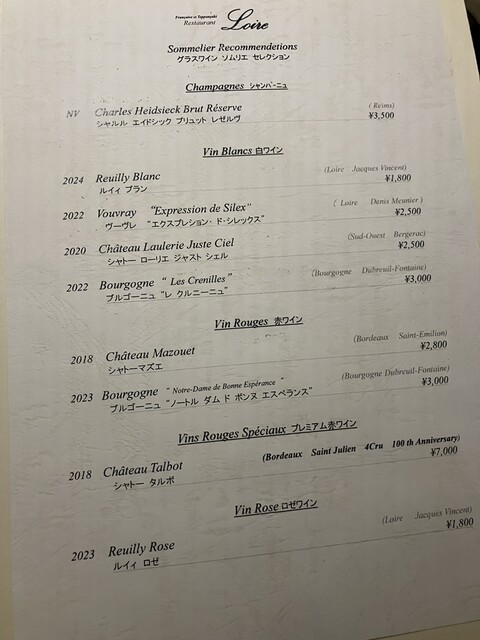 Française et Teppanyaki
Restaurant Loire
Sommelier Recommendetions
グラスワイン ソムリエ セレクション
Champagnes シャンパーニュ
NV Charles Heidsieck Brut Réserve (Reims)
シャルル エイドシック ブリュット レゼルヴ ¥3,500
Vin Blancs 白ワイン
2024 Reuilly Blanc (Loire Jacques Vincent)
ルイィ ブラン ¥1,800
2022 Vouvray "Expression de Silex" ( Loire Denis Meunier )
ヴーヴレ "エクスプレション・ド・シレックス" ¥2,500
2020 Château Laulerie Juste Ciel (Sud-Ouest Bergerac)
シャトー ローリエ ジャスト シェル ¥2,500
2022 Bourgogne " Les Crenilles" (Bourgogne Dubreuil-Fontaine)
ブルゴーニュ "レ クルニーニュ" ¥3,000
Vin Rouges 赤ワイン
2018 Château Mazouet (Bordeaux Saint-Emilion)
シャトーマズエ ¥2,800
2023 Bourgogne " Notre-Dame de Bonne Espérance " (Bourgogne Dubreuil-Fontaine)
ブルゴーニュ "ノートル ダム ド ボンヌ エスペランス" ¥3,000
Vins Rouges Spéciaux プレミアム赤ワイン
2018 Château Talbot (Bordeaux Saint Julien 4Cru 100 th Anniversary)
シャトー タルボ ¥7,000
Vin Rose ロゼワイン
2023 Reuilly Rose (Loire Jacques Vincent)
ルイィ ロゼ ¥1,800